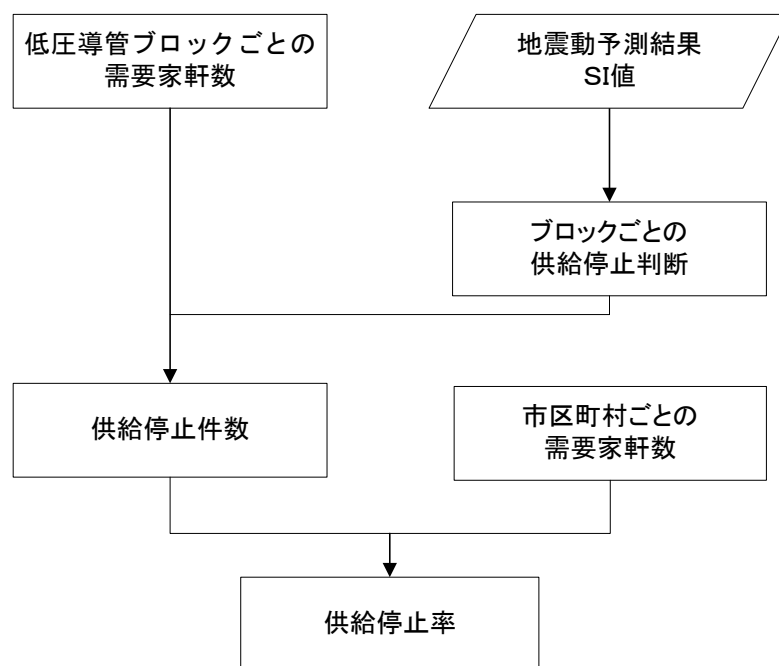 低圧導管ブロックごとの
需要家軒数
地震動予測結果
SI値
ブロックごとの
供給停止判断
供給停止件数
市区町村ごとの
需要家軒数
供給停止率